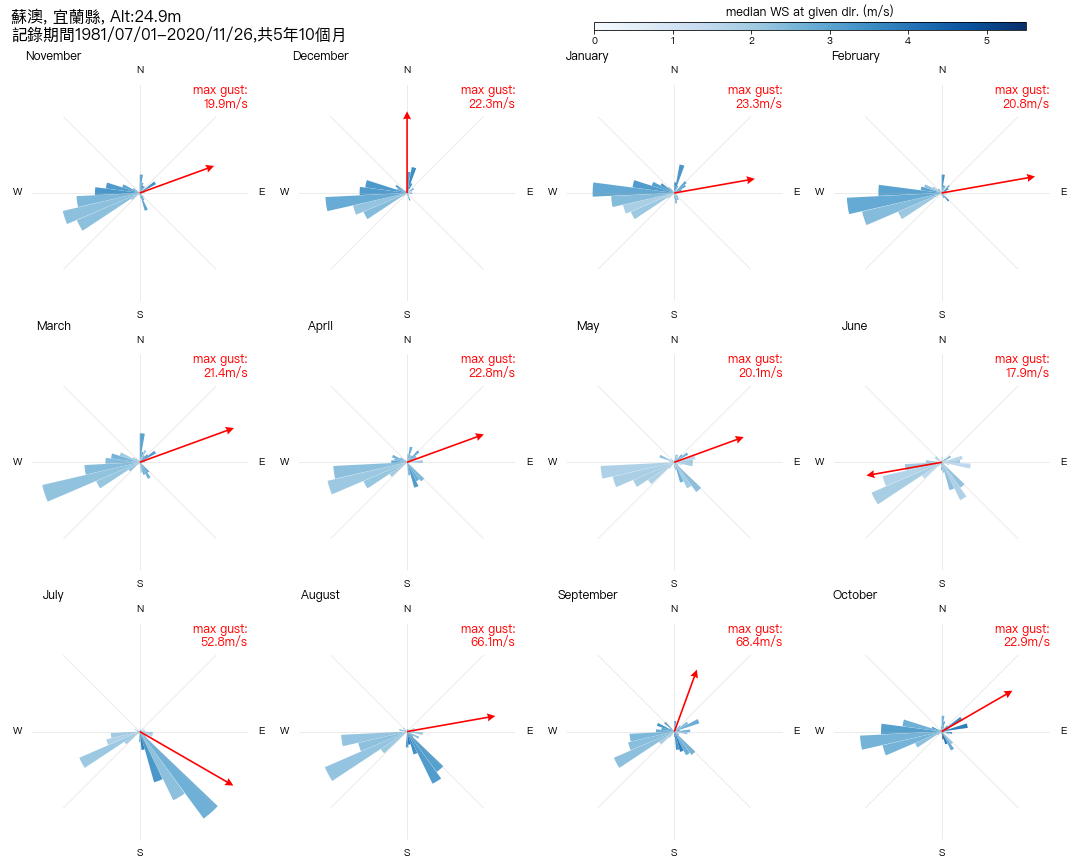 蘇澳, 宜蘭縣, Alt:24.9m
記錄期間1981/07/01−2020/11/26,共5年10個月
median WS at given dir. (m/s)
0 1 2 3 4 5
November
N
max gust:
19.9m/s
W
E
S
December
N
max gust:
22.3m/s
W
E
S
January
N
max gust:
23.3m/s
W
E
S
February
N
max gust:
20.8m/s
W
E
S
March
N
max gust:
21.4m/s
W
E
S
April
N
max gust:
22.8m/s
W
E
S
May
N
max gust:
20.1m/s
W
E
S
June
N
max gust:
17.9m/s
W
E
S
July
N
max gust:
52.8m/s
W
E
S
August
N
max gust:
66.1m/s
W
E
S
September
N
max gust:
68.4m/s
W
E
S
October
N
max gust:
22.9m/s
W
E
S